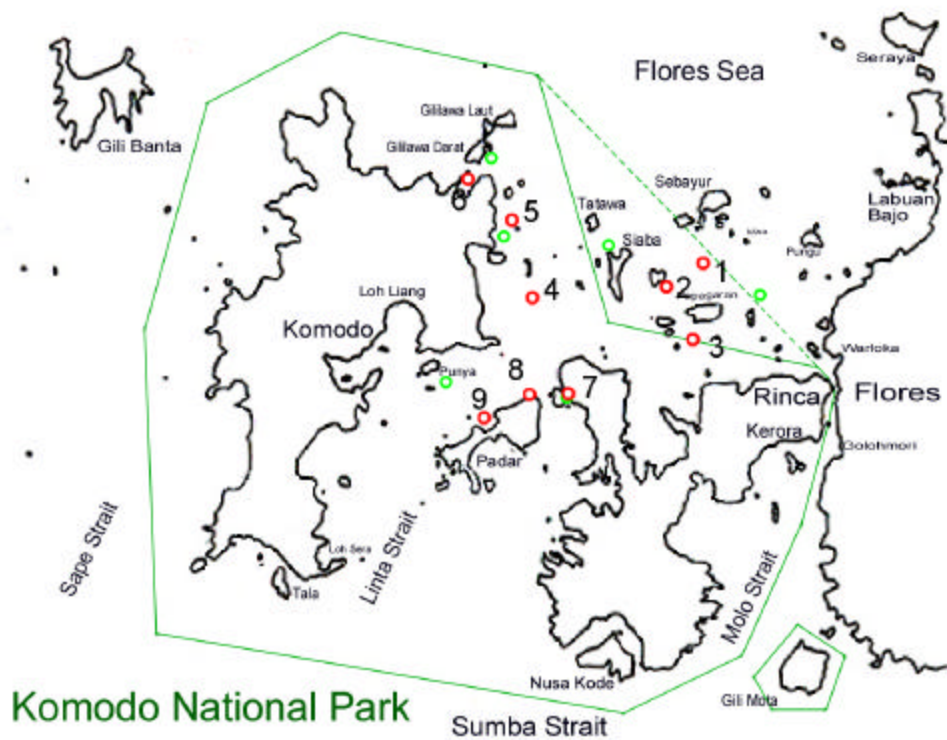 Flores Sea
Seraya
Gililawa Laut
Gili Banta
Gililawa Darat
6
Sebayur
Labuan
Bajo
5
Tatawa
Siaba
Pungu
1
2
4
Loh Liang
Komodo
3
Warloka
Punya
8
7
Rinca
Flores
9
Kerora
Golohmori
Padar
Sape Strait
Linta Strait
Loh Sera
Tala
Molo Strait
Nusa Kode
Gili Mota
Komodo National Park
Sumba Strait